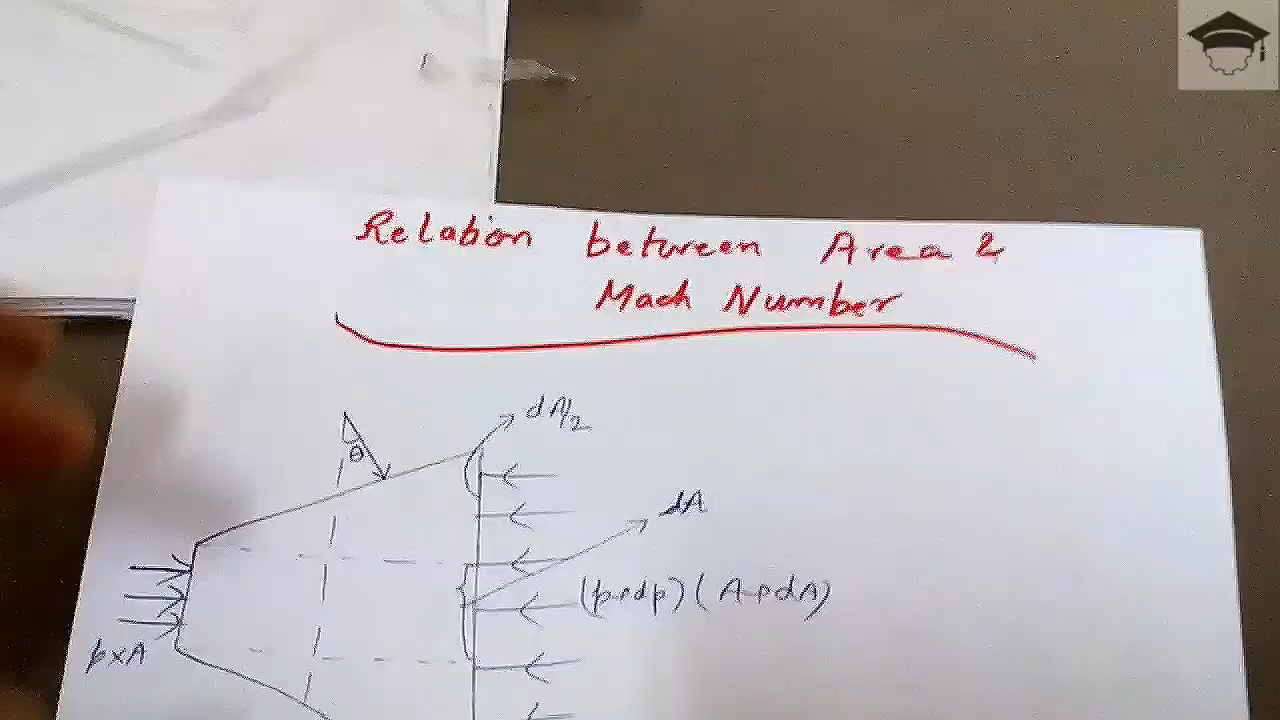 Relation between Area &
Mach Number
dA/2
θ
dA
(p+dp)(A+dA)
p×A